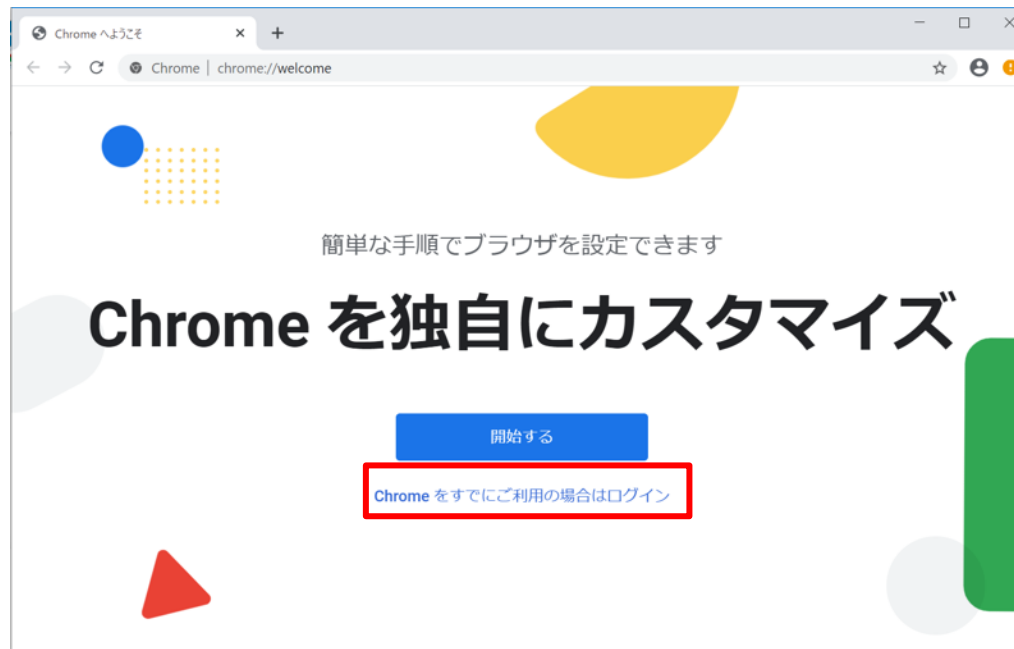 Chrome へようこそ
Chrome | chrome://welcome
簡単な手順でブラウザを設定できます
Chrome を独自にカスタマイズ
開始する
Chrome をすでにご利用の場合はログイン